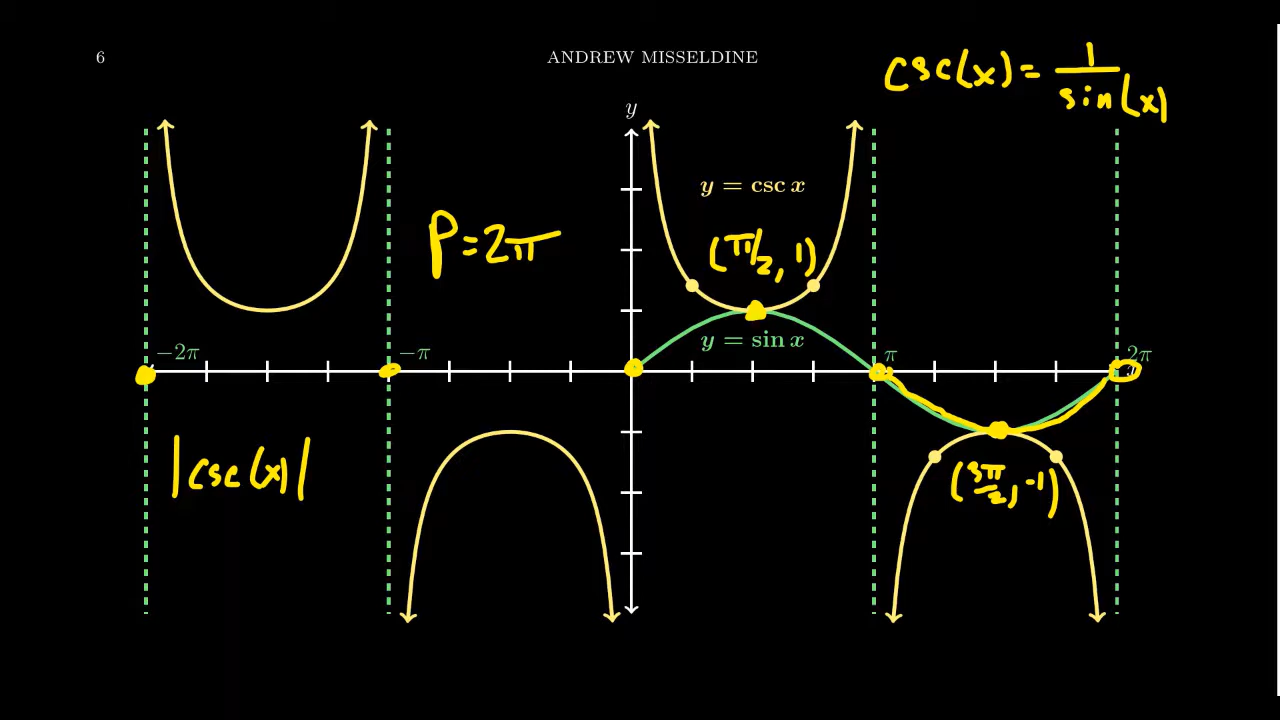 6
ANDREW MISSELDINE
csc(x) = 1/sin(x)
y
y = csc x
P = 2π
(π/2, 1)
y = sin x
−2π
−π
π
2π
x
|csc(x)|
(3π/2, -1)